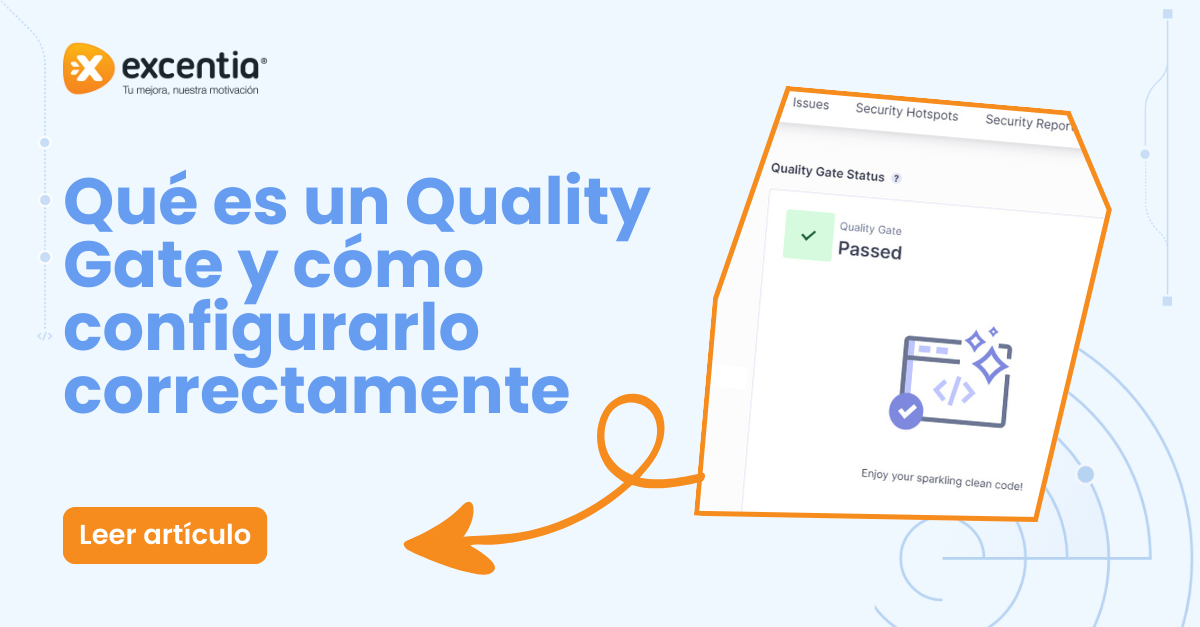 excentia®
Tu mejora, nuestra motivación
Qué es un Quality
Gate y cómo
configurarlo
correctamente
Leer artículo
Issues Security Hotspots Security Report
Quality Gate Status ?
Quality Gate
Passed
</>
Enjoy your sparkling clean code!